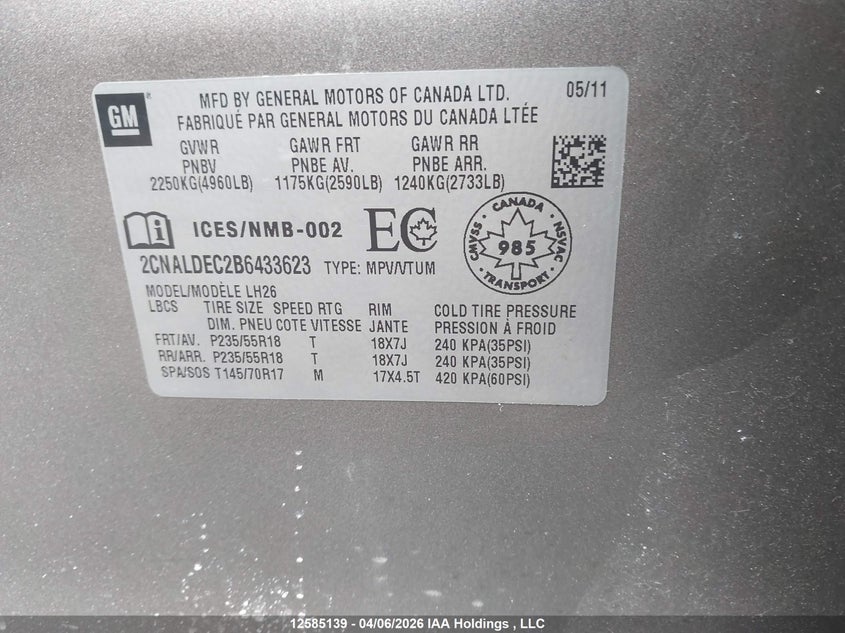 GM
MFD BY GENERAL MOTORS OF CANADA LTD. 05/11
FABRIQUÉ PAR GENERAL MOTORS DU CANADA LTÉE
GVWR GAWR FRT GAWR RR
PNBV PNBE AV. PNBE ARR.
2250KG(4960LB) 1175KG(2590LB) 1240KG(2733LB)
ICES/NMB-002 EC
CANADA CMVSS 985 NSVAC TRANSPORT
2CNALDEC2B6433623 TYPE: MPV/VTUM
MODEL/MODÈLE LH26
LBCS TIRE SIZE SPEED RTG RIM COLD TIRE PRESSURE
DIM. PNEU COTE VITESSE JANTE PRESSION À FROID
FRT/AV. P235/55R18 T 18X7J 240 KPA(35PSI)
RR/ARR. P235/55R18 T 18X7J 240 KPA(35PSI)
SPA/SOS T145/70R17 M 17X4.5T 420 KPA(60PSI)
12585139 - 04/06/2026 IAA Holdings , LLC